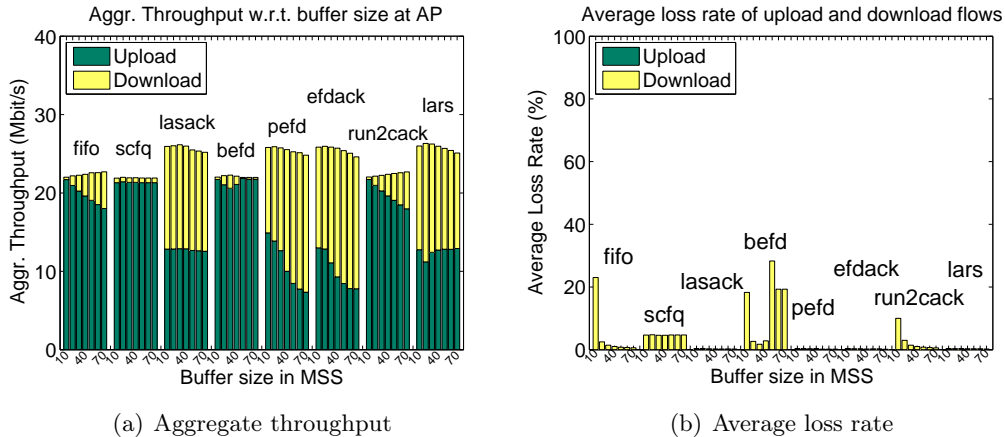 Aggr. Throughput w.r.t. buffer size at AP
40
30
20
10
0
Aggr. Throughput (Mbit/s)
Upload
Download
fifo
scfq
lasack
befd
pefd
efdack
run2cack
lars
10 40 70 10 40 70 10 40 70 10 40 70 10 40 70 10 40 70 10 40 70 10 40 70
Buffer size in MSS
(a) Aggregate throughput
Average loss rate of upload and download flows
100
80
60
40
20
0
Average Loss Rate (%)
Upload
Download
fifo
scfq
lasack
befd
pefd
efdack
run2cack
lars
10 40 70 10 40 70 10 40 70 10 40 70 10 40 70 10 40 70 10 40 70 10 40 70
Buffer size in MSS
(b) Average loss rate